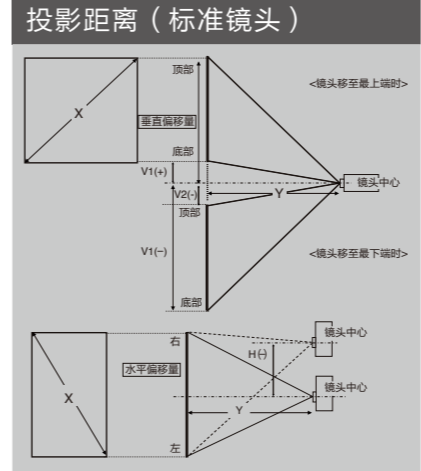 投影距离（标准镜头）
顶部
<镜头移至最上端时>
X
垂直偏移量
底部
V1(+)
镜头中心
V2(-)
Y
顶部
V1(−)
<镜头移至最下端时>
底部
镜头中心
右
H(-)
水平偏移量
镜头中心
X
Y
左